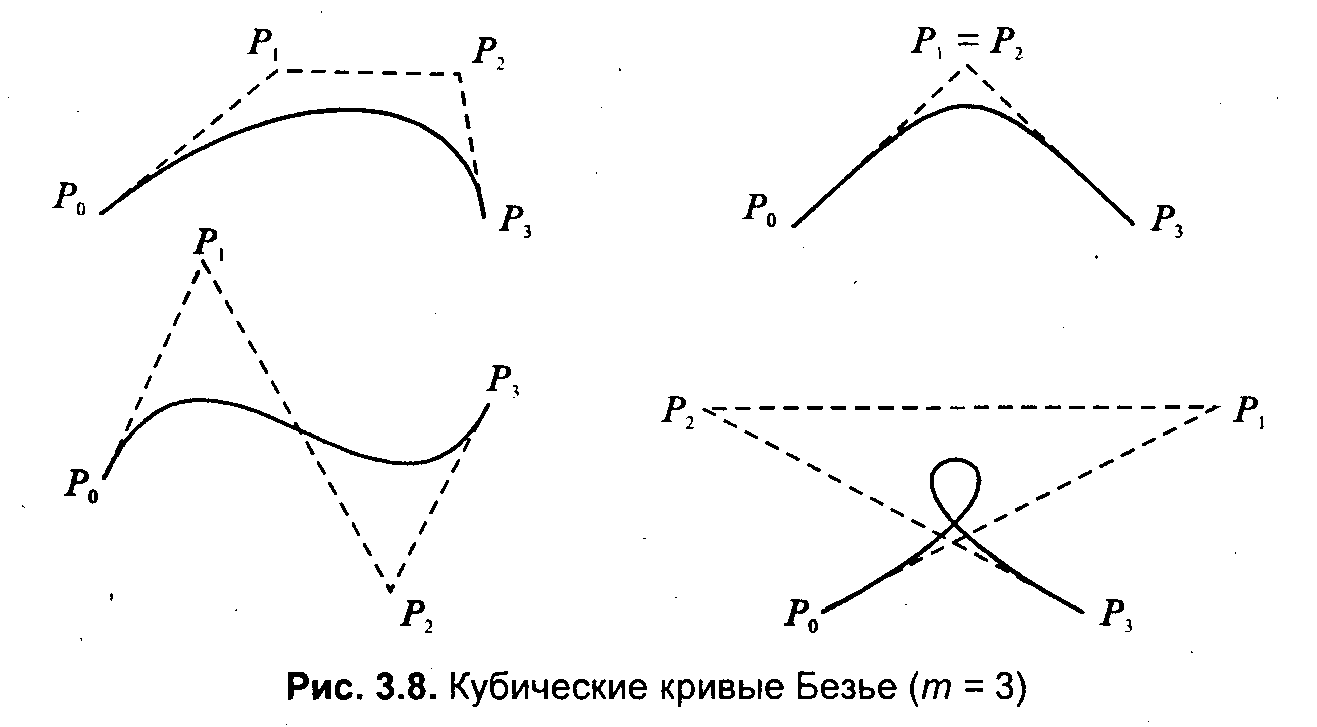 P₁ P₂
P₀ P₃
P₁ = P₂
P₀ P₃
P₁
P₃
P₀
P₂
P₂ P₁
P₀ P₃
Рис. 3.8. Кубические кривые Безье (m = 3)